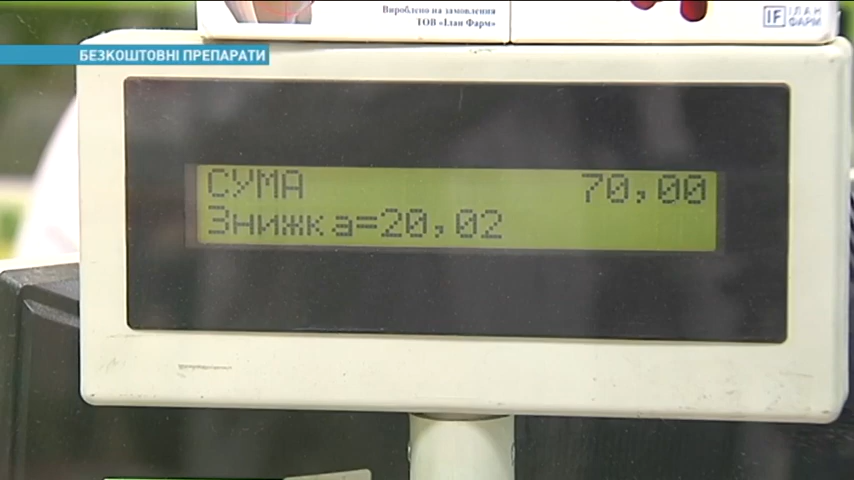 Вироблено на замовлення
ТОВ «Ілан Фарм»
IF ІЛАН
ФАРМ
БЕЗКОШТОВНІ ПРЕПАРАТИ
СУМА 70,00
Знижка=20,02